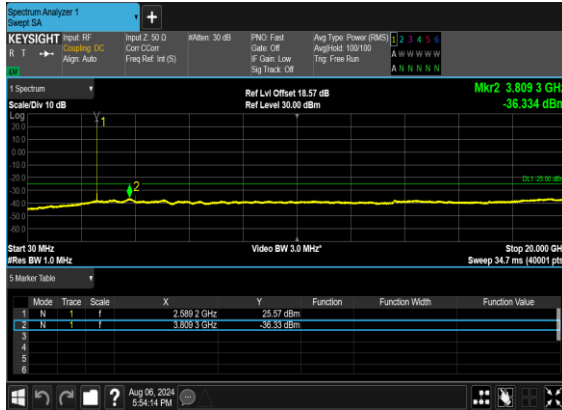 Spectrum Analyzer 1
Swept SA
+
KEYSIGHT Input: RF Input Z: 50 Ω #Atten: 30 dB PNO: Fast Avg Type: Power (RMS) 1 2 3 4 5 6
R T Coupling: DC Corr CCorr Gate: Off Avg|Hold: 100/100 A W W W W W
Align: Auto Freq Ref: Int (S) IF Gain: Low Trig: Free Run
Sig Track: Off A N N N N N
1 Spectrum
Ref Lvl Offset 18.57 dB Mkr2 3.809 3 GHz
Scale/Div 10 dB Ref Level 30.00 dBm -36.334 dBm
Log
20.0
10.0
0.00
-10.0
-20.0
-30.0
-40.0
-50.0
-60.0
1
2
DL1 -25.00 dBm
Start 30 MHz Video BW 3.0 MHz* Stop 20.000 GHz
#Res BW 1.0 MHz Sweep 34.7 ms (40001 pts)
5 Marker Table
Mode Trace Scale X Y Function Function Width Function Value
1 N 1 f 2.589 2 GHz 25.57 dBm
2 N 1 f 3.809 3 GHz -36.33 dBm
3
4
5
6
? Aug 06, 2024
5:54:14 PM